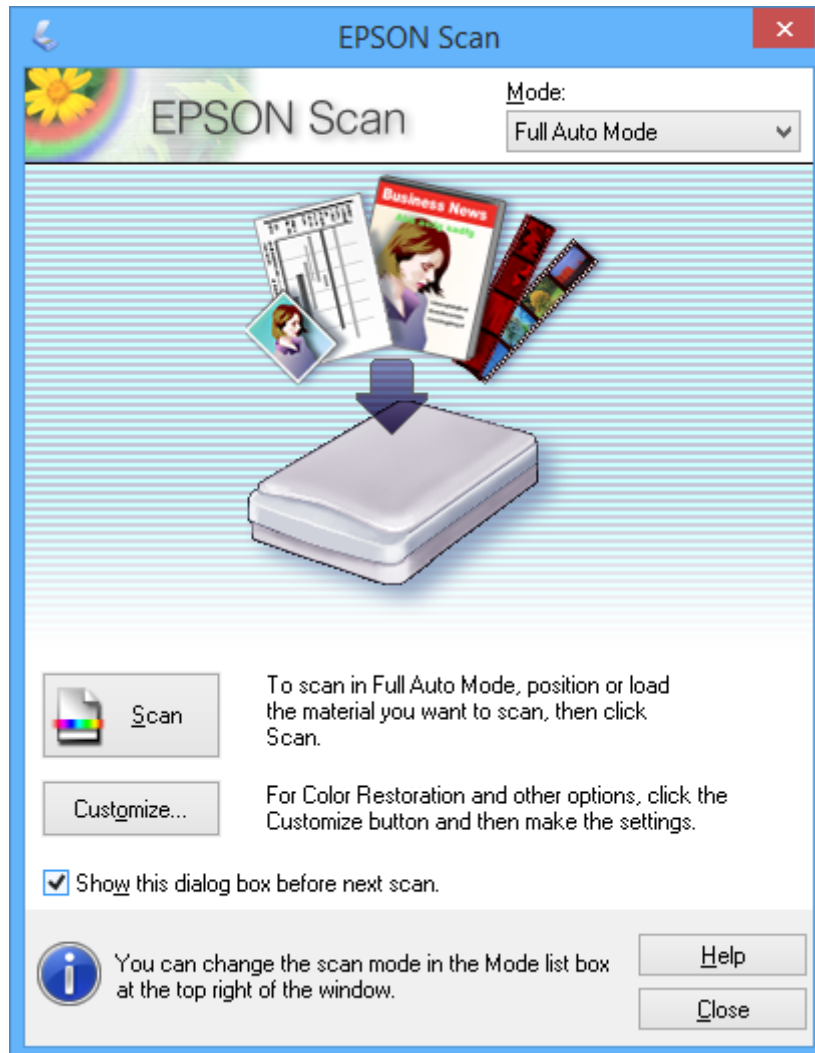 EPSON Scan
EPSON Scan
Mode:
Full Auto Mode
Business News
Scan
To scan in Full Auto Mode, position or load
the material you want to scan, then click
Scan.
Customize...
For Color Restoration and other options, click the
Customize button and then make the settings.
Show this dialog box before next scan.
You can change the scan mode in the Mode list box
at the top right of the window.
Help
Close